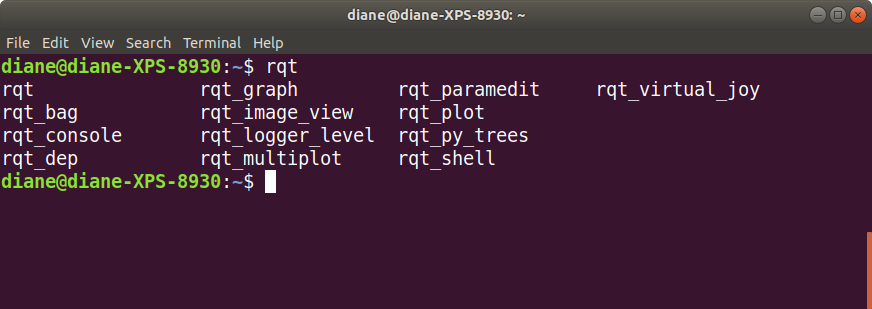 diane@diane-XPS-8930: ~
File Edit View Search Terminal Help
diane@diane-XPS-8930:~$ rqt
rqt rqt_graph rqt_paramedit rqt_virtual_joy
rqt_bag rqt_image_view rqt_plot
rqt_console rqt_logger_level rqt_py_trees
rqt_dep rqt_multiplot rqt_shell
diane@diane-XPS-8930:~$